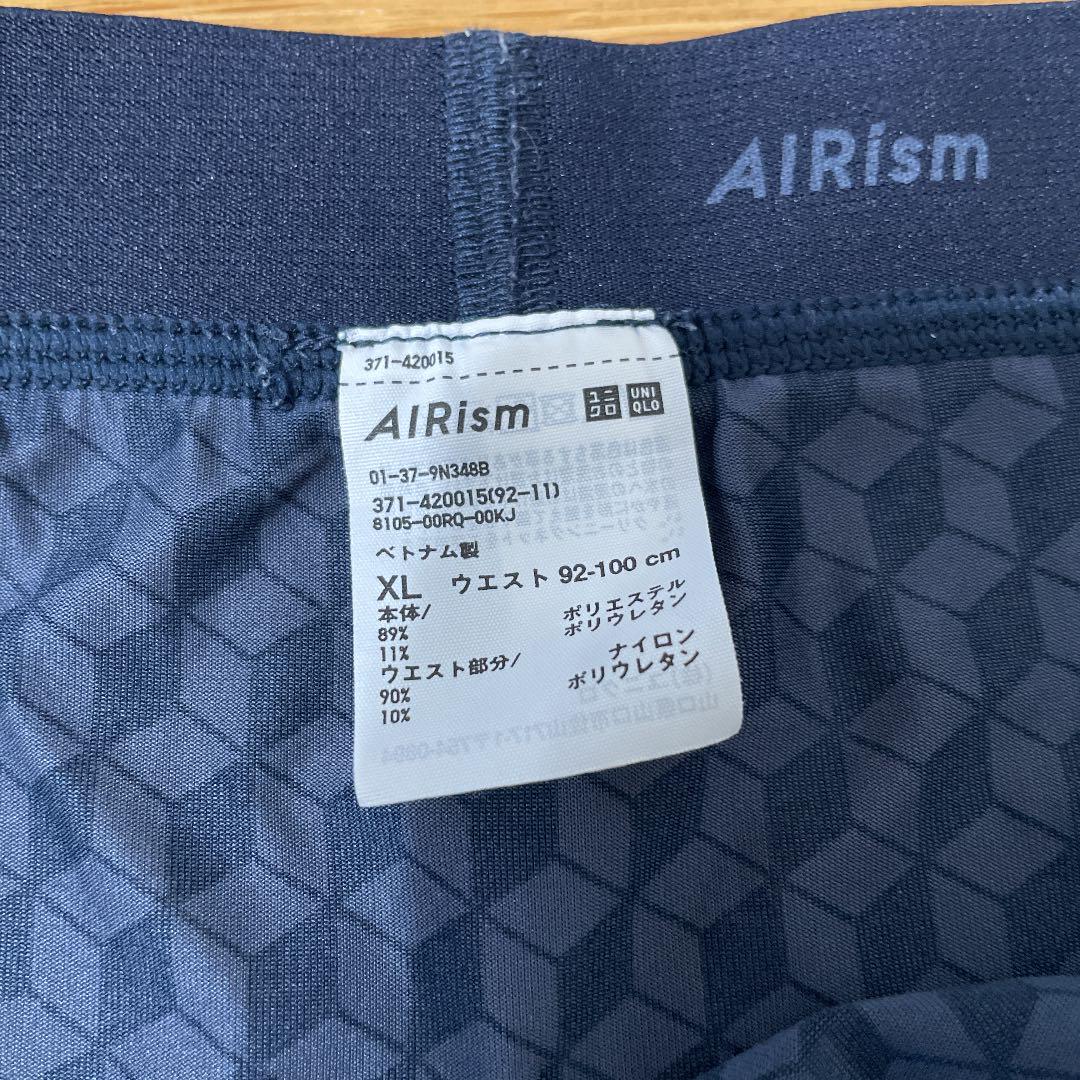 AIRism
371-420015
AIRism ユニクロ UNIQLO
01-37-9N348B
371-420015(92-11)
8105-00RQ-00KJ
ベトナム製
XL ウエスト 92-100 cm
本体/
89% ポリエステル
11% ポリウレタン
ウエスト部分/
90% ナイロン
10% ポリウレタン